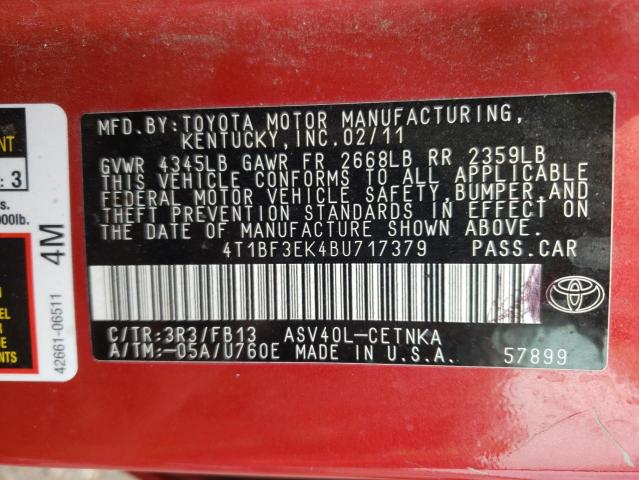 MFD.BY:TOYOTA MOTOR MANUFACTURING,
KENTUCKY,INC.02/11
GVWR 4345LB GAWR FR 2668LB RR 2359LB
THIS VEHICLE CONFORMS TO ALL APPLICABLE
FEDERAL MOTOR VEHICLE SAFETY,BUMPER,AND
THEFT PREVENTION STANDARDS IN EFFECT ON
THE DATE OF MANUFACTURE SHOWN ABOVE.
4T1BF3EK4BU717379 PASS.CAR
C/TR:3R3/FB13 ASV40L-CETNKA
A/TM:-05A/U760E MADE IN U.S.A.
57899
TOYOTA
: 3
s.
000lb.
4M
42661-06511